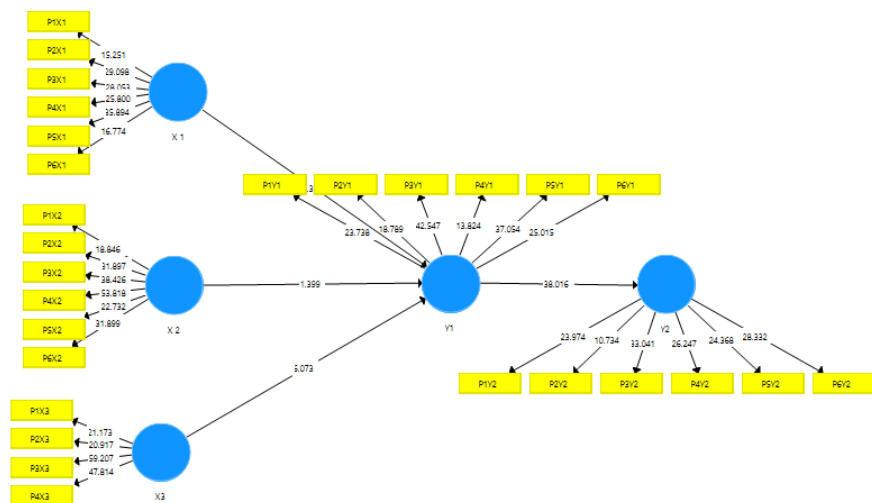 P1X1
P2X1
P3X1
P4X1
P5X1
P6X1
15.251
29.098
28.053
25.800
35.894
16.774
X 1
P1Y1
P2Y1
P3Y1
P4Y1
P5Y1
P6Y1
23.738
18.789
42.547
13.824
37.054
25.015
P1X2
P2X2
P3X2
P4X2
P5X2
P6X2
18.846
31.897
38.426
53.818
22.732
31.899
X 2
1.399
Y1
38.016
Y2
23.974
10.734
33.041
26.247
24.368
28.332
P1Y2
P2Y2
P3Y2
P4Y2
P5Y2
P6Y2
P1X3
P2X3
P3X3
P4X3
21.173
20.917
59.207
47.814
X3